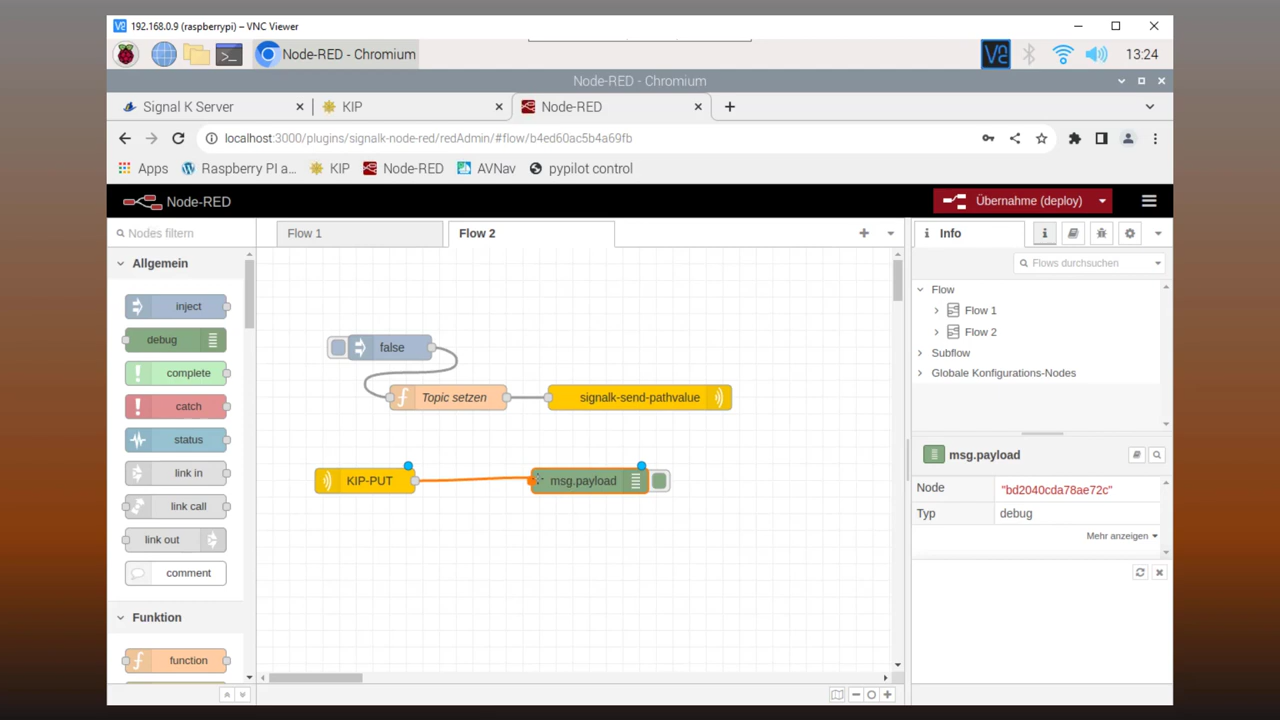 192.168.0.9 (raspberrypi) – VNC Viewer
Node-RED - Chromium
13:24
Node-RED - Chromium
Signal K Server
KIP
Node-RED
localhost:3000/plugins/signalk-node-red/redAdmin/#flow/b4ed60ac5b4a69fb
Apps
Raspberry PI a...
KIP
Node-RED
AVNav
pypilot control
Node-RED
Übernahme (deploy)
Nodes filtern
Flow 1
Flow 2
Info
Allgemein
inject
debug
complete
catch
status
link in
link call
link out
comment
Funktion
function
false
Topic setzen
signalk-send-pathvalue
KIP-PUT
msg.payload
Flows durchsuchen
Flow
Flow 1
Flow 2
Subflow
Globale Konfigurations-Nodes
msg.payload
Node "bd2040cda78ae72c"
Typ debug
Mehr anzeigen